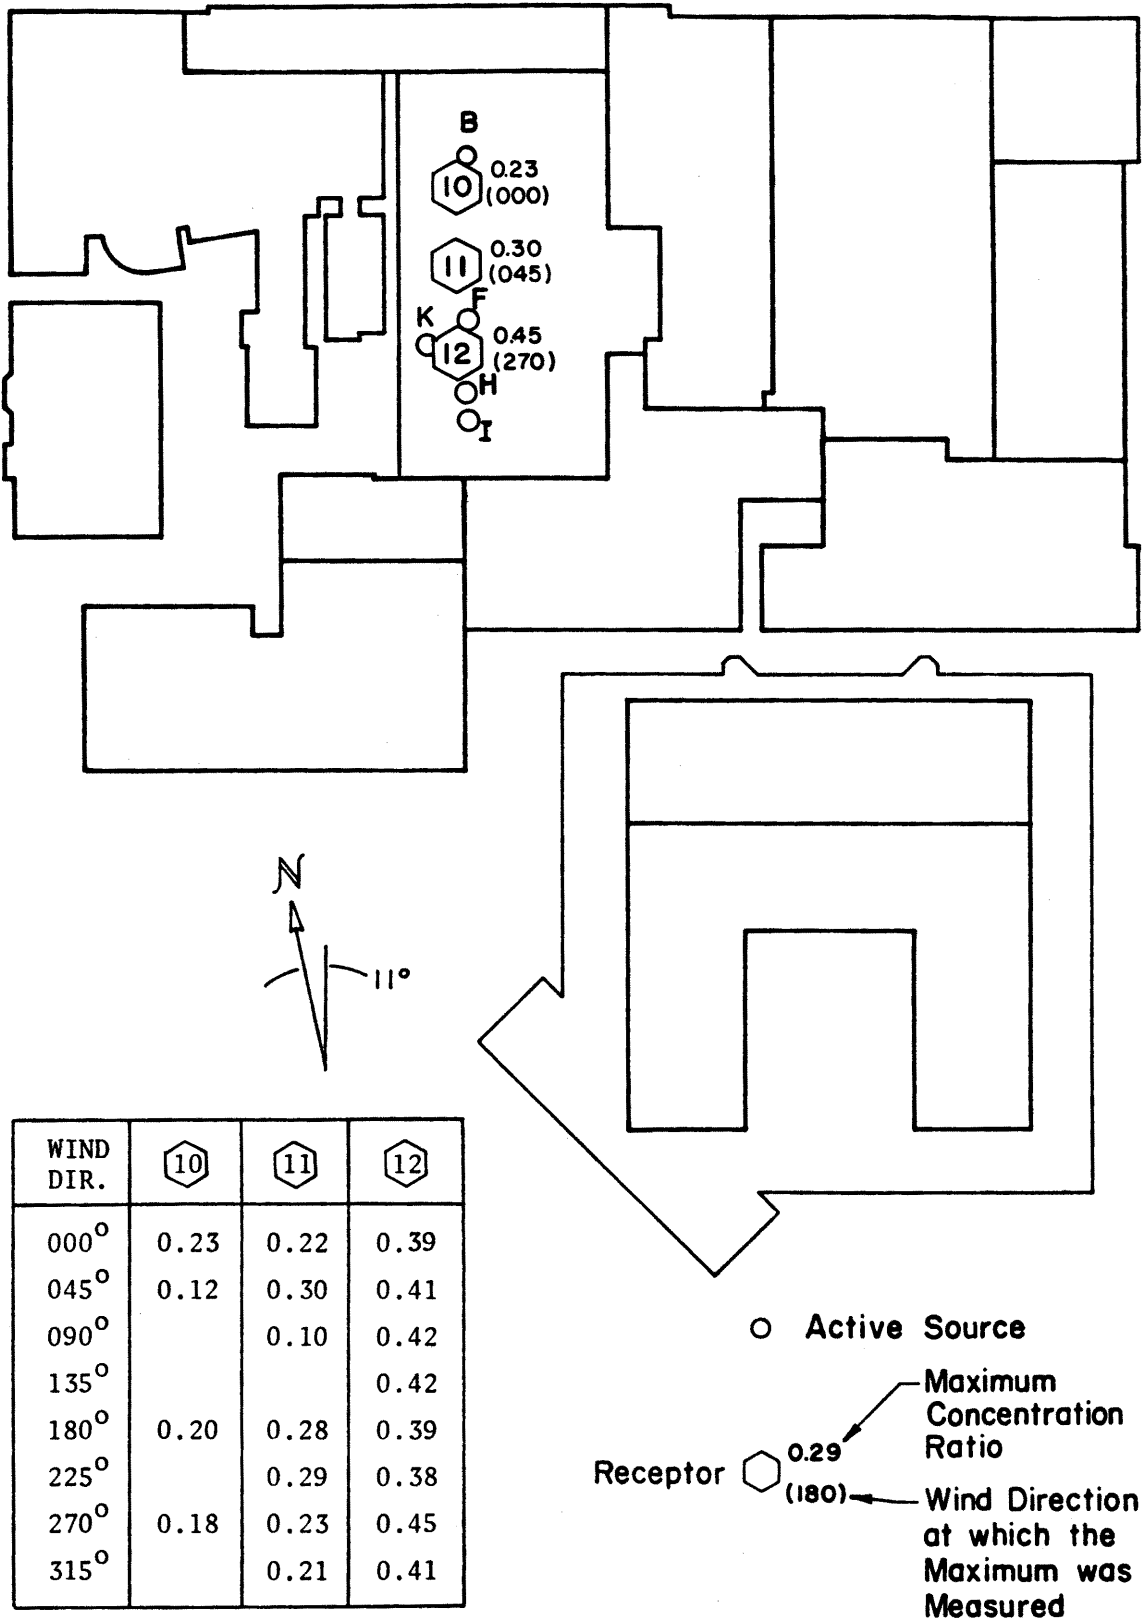 B
10 0.23
(000)
11 0.30
(045)
F
K
12 0.45
(270)
H
I
N
11°
WIND DIR. 10 11 12
000° 0.23 0.22 0.39
045° 0.12 0.30 0.41
090° 0.10 0.42
135° 0.42
180° 0.20 0.28 0.39
225° 0.29 0.38
270° 0.18 0.23 0.45
315° 0.21 0.41
Active Source
Maximum
Concentration
Ratio
Receptor 0.29
(180)
Wind Direction
at which the
Maximum was
Measured